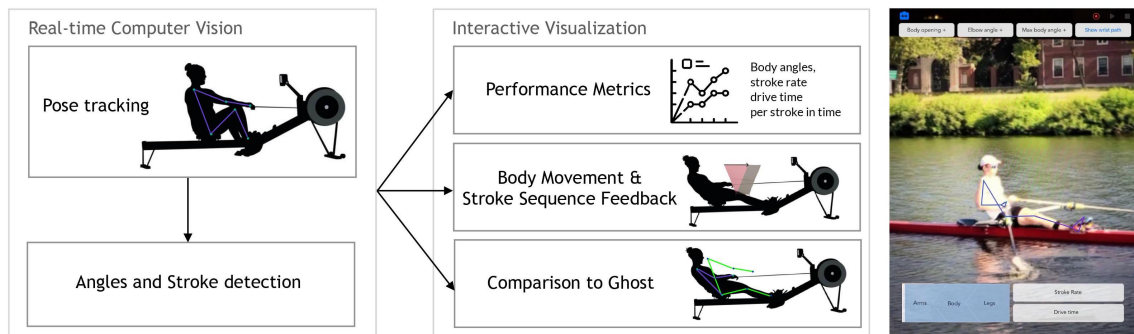 Real-time Computer Vision
Pose tracking
Angles and Stroke detection
Interactive Visualization
Performance Metrics
Body angles,
stroke rate
drive time
per stroke in time
Body Movement &
Stroke Sequence Feedback
Comparison to Ghost
Body opening + Elbow angle + Max body angle + Show wrist path
Arms Body Legs
Stroke Rate
Drive time